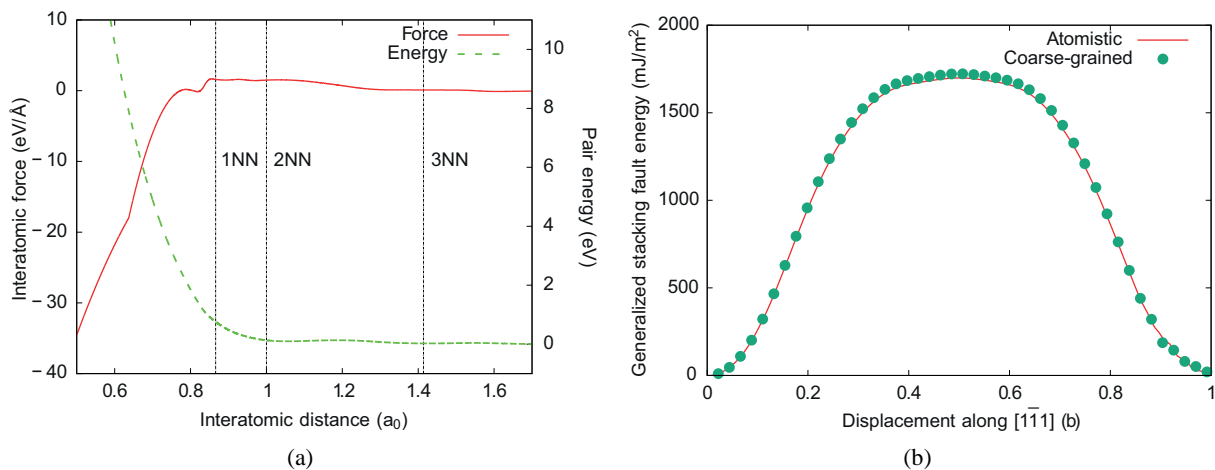 Force
Energy
1NN
2NN
3NN
10
0
− 10
− 20
− 30
− 40
Interatomic force (eV/Å)
10
8
6
4
2
0
Pair energy (eV)
0.6
0.8
1
1.2
1.4
1.6
Interatomic distance (a0)
(a)
Atomistic
Coarse-grained
2000
1500
1000
500
0
Generalized stacking fault energy (mJ/m2)
0
0.2
0.4
0.6
0.8
1
Displacement along [1̅1̅1] (b)
(b)